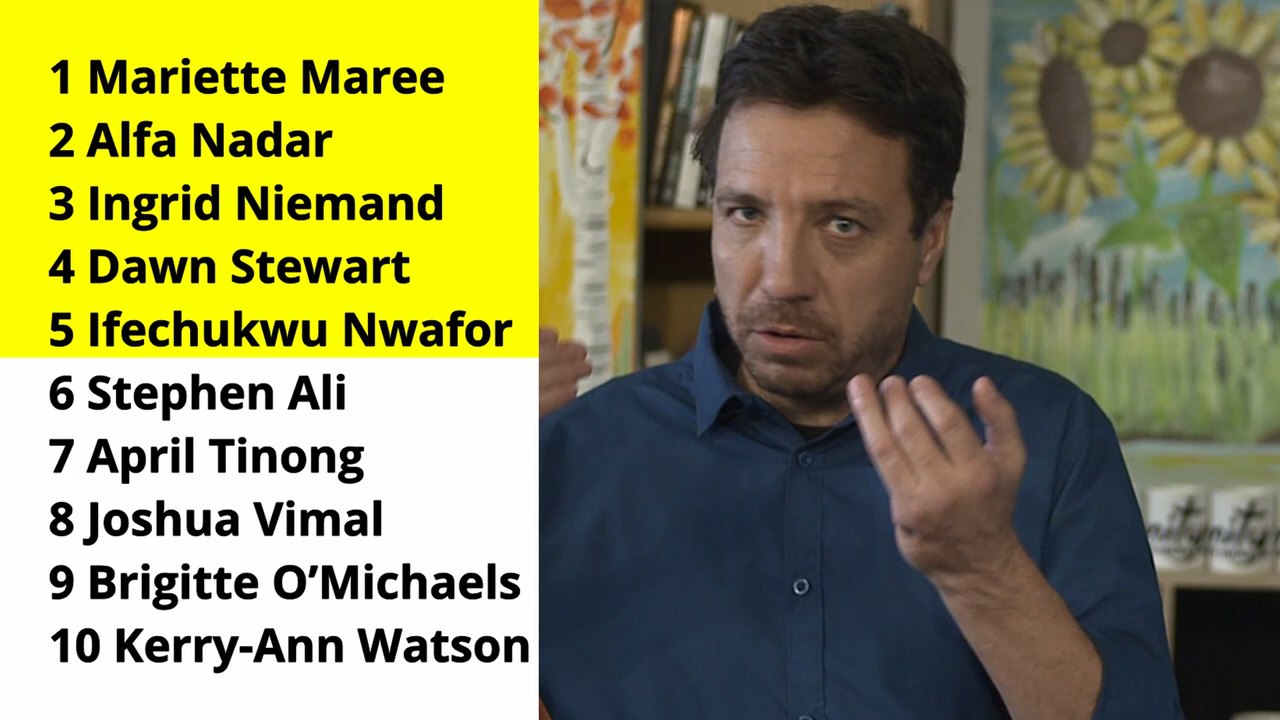 1 Mariette Maree
2 Alfa Nadar
3 Ingrid Niemand
4 Dawn Stewart
5 Ifechukwu Nwafor
6 Stephen Ali
7 April Tinong
8 Joshua Vimal
9 Brigitte O’Michaels
10 Kerry-Ann Watson